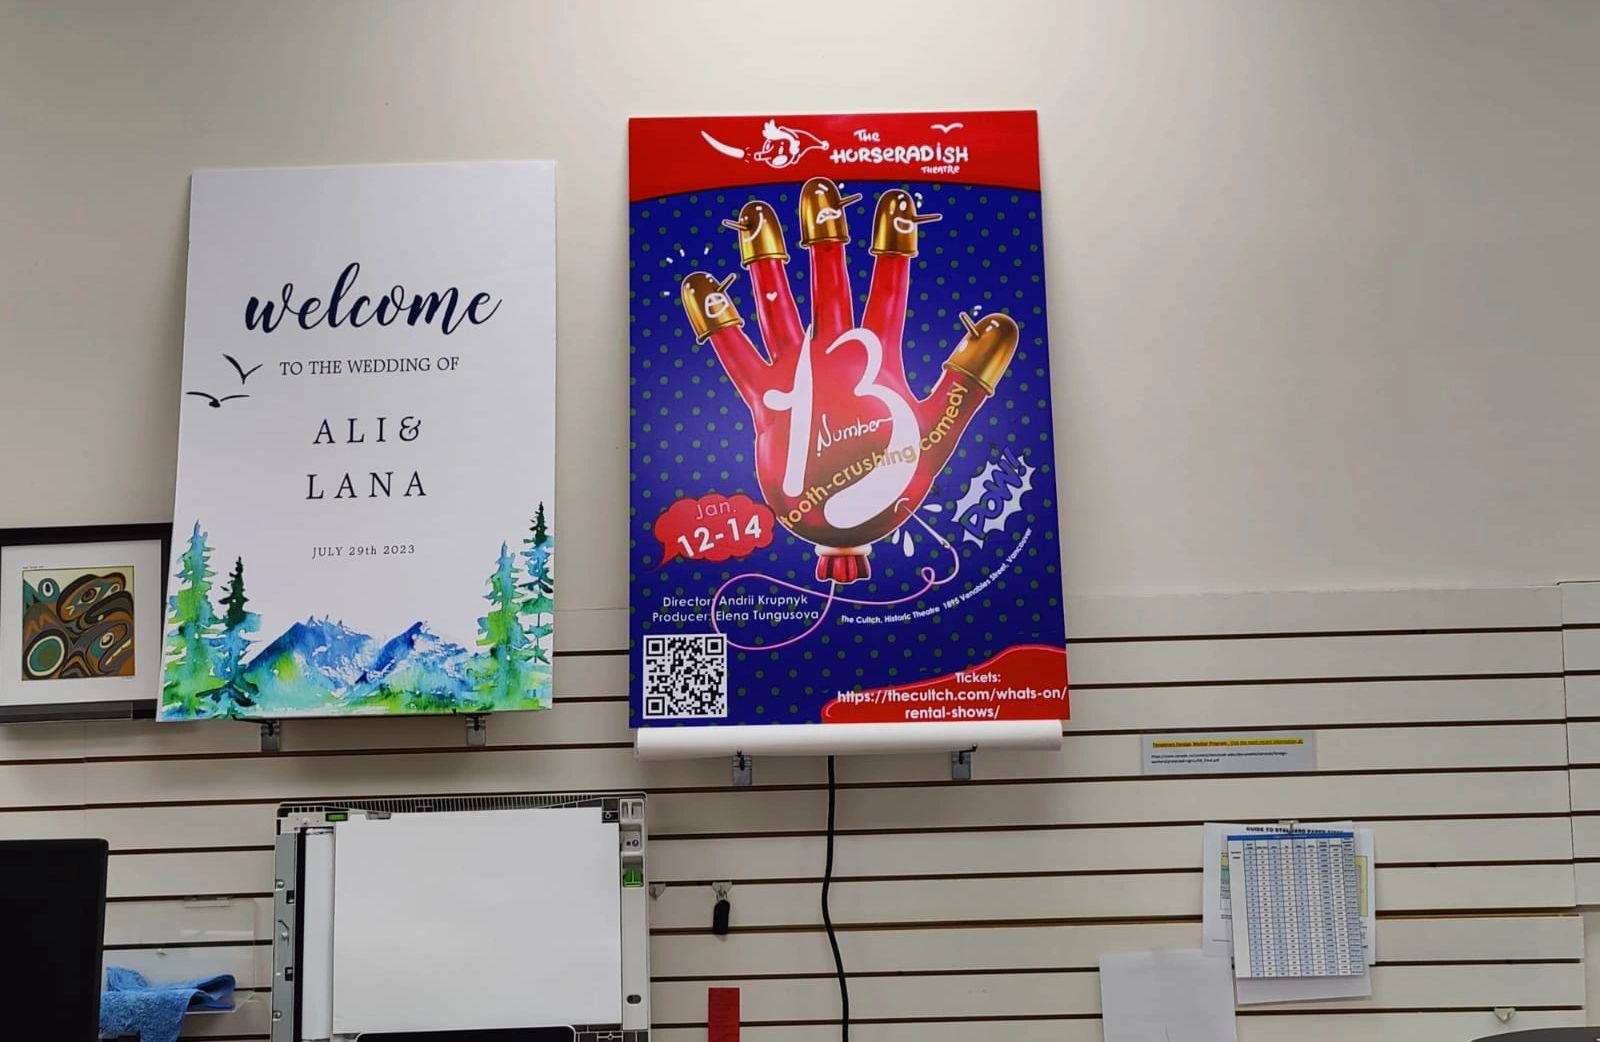 welcome
TO THE WEDDING OF
ALI&
LANA
JULY 29th 2023
THE
HORSERADISH
THEATRE
13
Number
tooth-crushing comedy
POW!
Jan.
12-14
Director: Andrii Krupnyk
Producer: Elena Tungusova
The Cultch, Historic Theatre 1895 Venables Street, Vancouver
Tickets:
https://thecultch.com/whats-on/
rental-shows/
GUIDE TO STANDARD PAPER SIZES